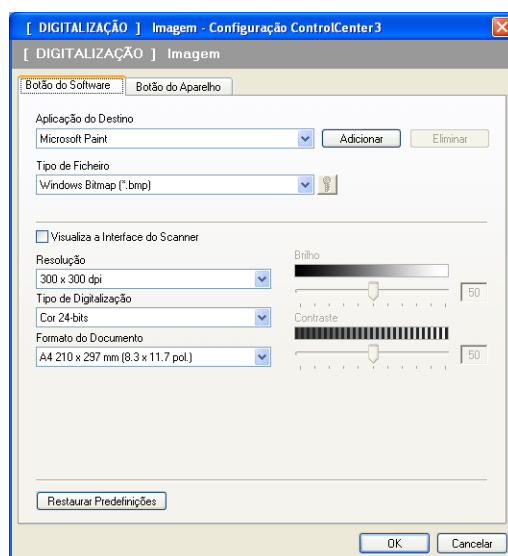 [ DIGITALIZAÇÃO ] Imagem - Configuração ControlCenter3
[ DIGITALIZAÇÃO ] Imagem
Botão do Software Botão do Aparelho
Aplicação do Destino
Microsoft Paint Adicionar Eliminar
Tipo de Ficheiro
Windows Bitmap (*.bmp)
Visualiza a Interface do Scanner
Resolução Brilho
300 x 300 dpi 50
Tipo de Digitalização
Cor 24-bits Contraste
Formato do Documento
A4 210 x 297 mm (8.3 x 11.7 pol.) 50
Restaurar Predefinições
OK Cancelar